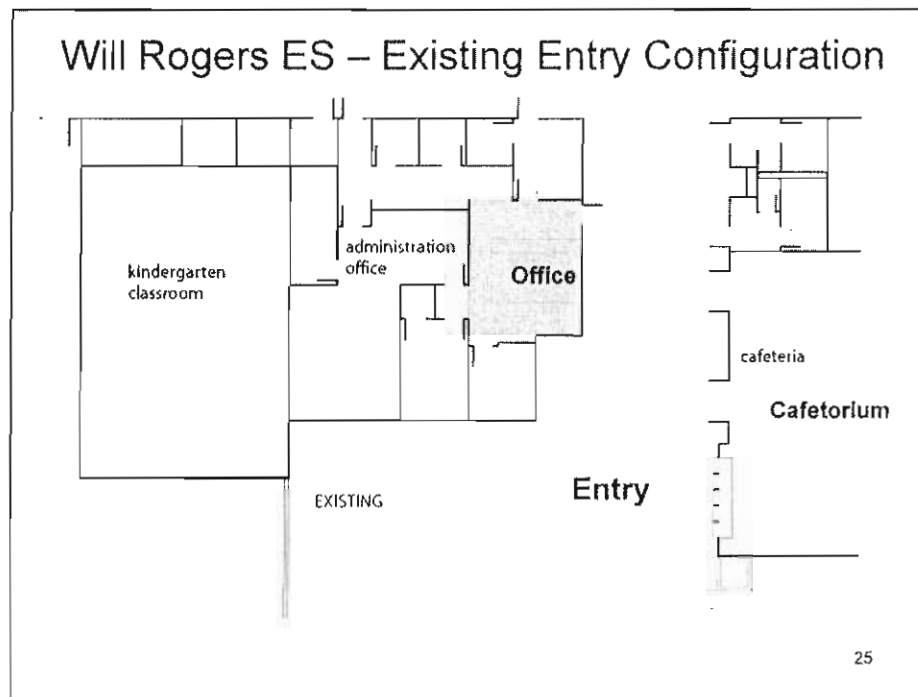 Will Rogers ES – Existing Entry Configuration
kindergarten
classroom
administration
office
Office
cafeteria
Cafetorium
Entry
EXISTING
25